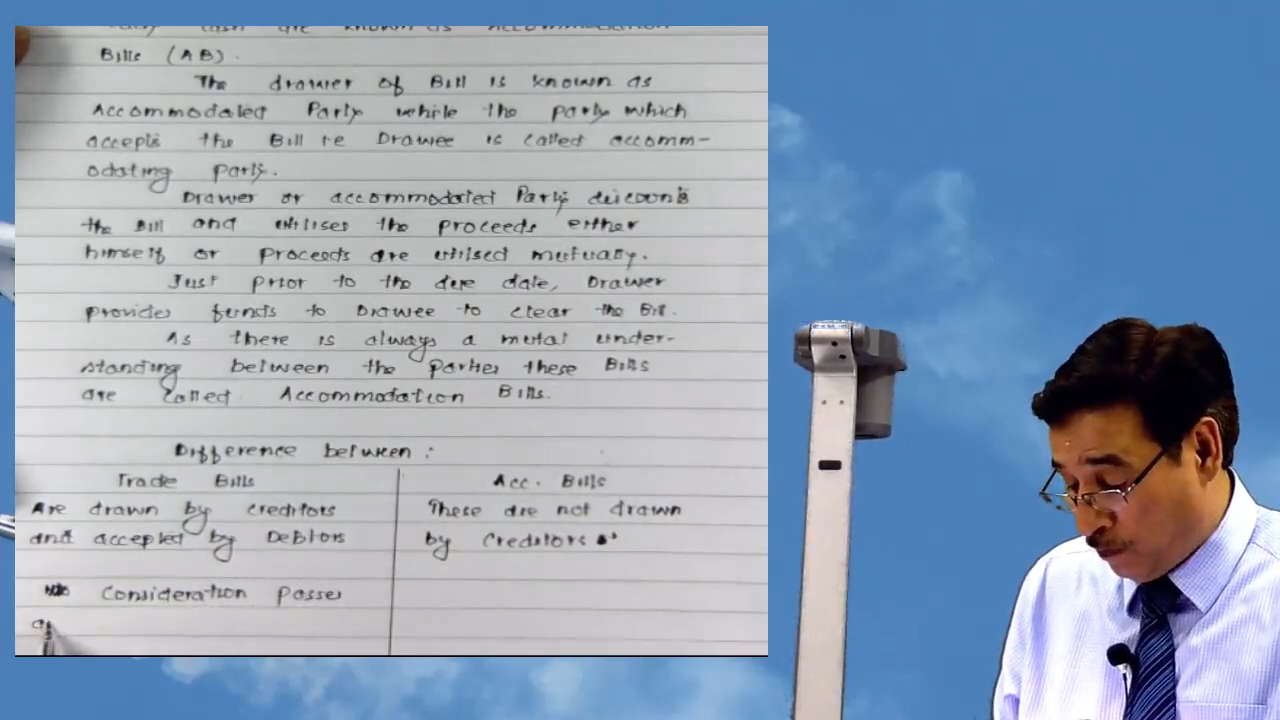 Bills (AB).
The drawer of Bill is known as
Accommodated Party while the party which
accepts the Bill ie Drawee is called accomm-
odating party.
Drawer or accommodated Party discounts
the Bill and utilises the proceeds either
himself or proceeds are utilised mutualy.
Just prior to the due date, Drawer
provides funds to Drawee to clear the Bill.
As there is always a mutal under-
standing between the parties these Bills
are called Accommodation Bills.
Difference between :
Trade Bills
Acc. Bills
Are drawn by creditors
These are not drawn
and accepted by Debtors
by Creditors
Consideration Passes